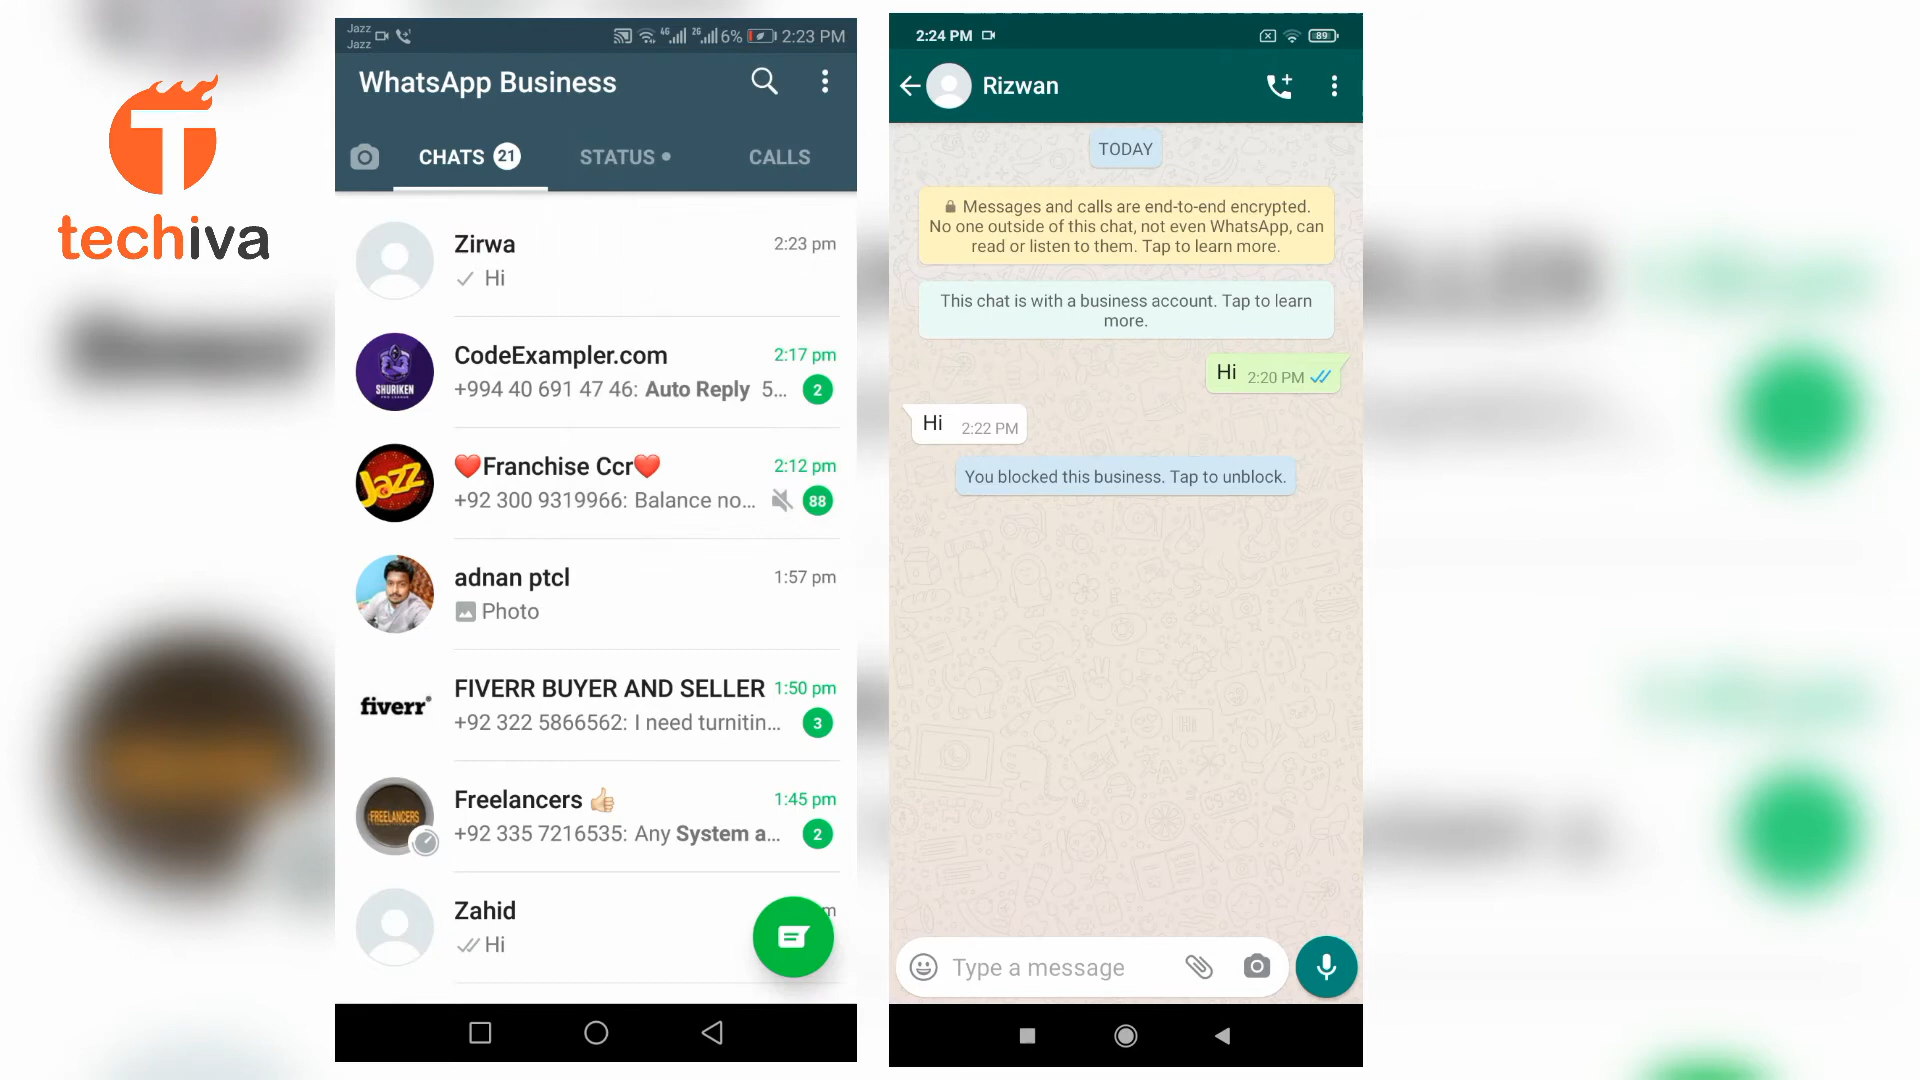 techiva
Jazz
Jazz
4G 2G 6% 2:23 PM
WhatsApp Business
CHATS 21 STATUS CALLS
Zirwa 2:23 pm
Hi
SHURIKEN
PRO LEAGUE
CodeExampler.com 2:17 pm
+994 40 691 47 46: Auto Reply 5... 2
Jazz
❤️Franchise Ccr❤️ 2:12 pm
+92 300 9319966: Balance no... 88
adnan ptcl 1:57 pm
Photo
fiverr®
FIVERR BUYER AND SELLER 1:50 pm
+92 322 5866562: I need turnitin... 3
FREELANCERS
Freelancers 👍🏻 1:45 pm
+92 335 7216535: Any System a... 2
Zahid m
Hi
2:24 PM 89
Rizwan
TODAY
Messages and calls are end-to-end encrypted.
No one outside of this chat, not even WhatsApp, can
read or listen to them. Tap to learn more.
This chat is with a business account. Tap to learn
more.
Hi 2:20 PM
Hi 2:22 PM
You blocked this business. Tap to unblock.
Type a message